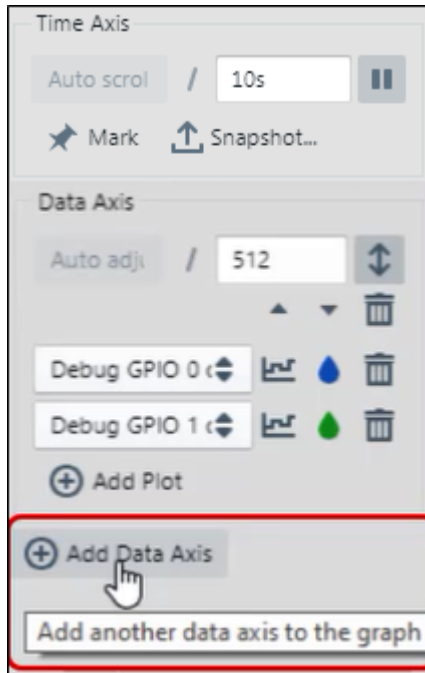 Time Axis
Auto scrol / 10s
Mark Snapshot...
Data Axis
Auto adju / 512
Debug GPIO 0 c
Debug GPIO 1 c
Add Plot
Add Data Axis
Add another data axis to the graph